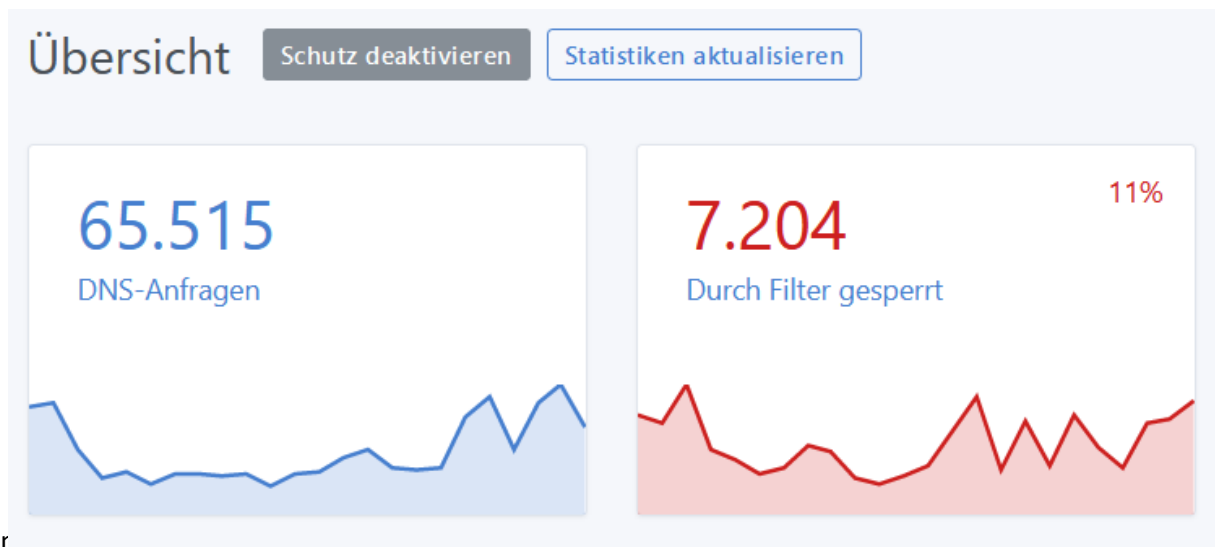 Übersicht Schutz deaktivieren Statistiken aktualisieren
65.515
DNS-Anfragen
11%
7.204
Durch Filter gesperrt
r